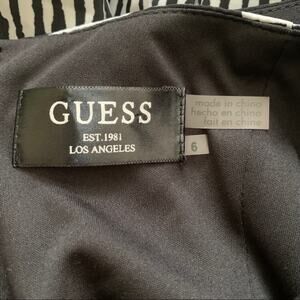 GUESS
EST.1981
LOS ANGELES
made in china
hecho en china
fait en chine
6